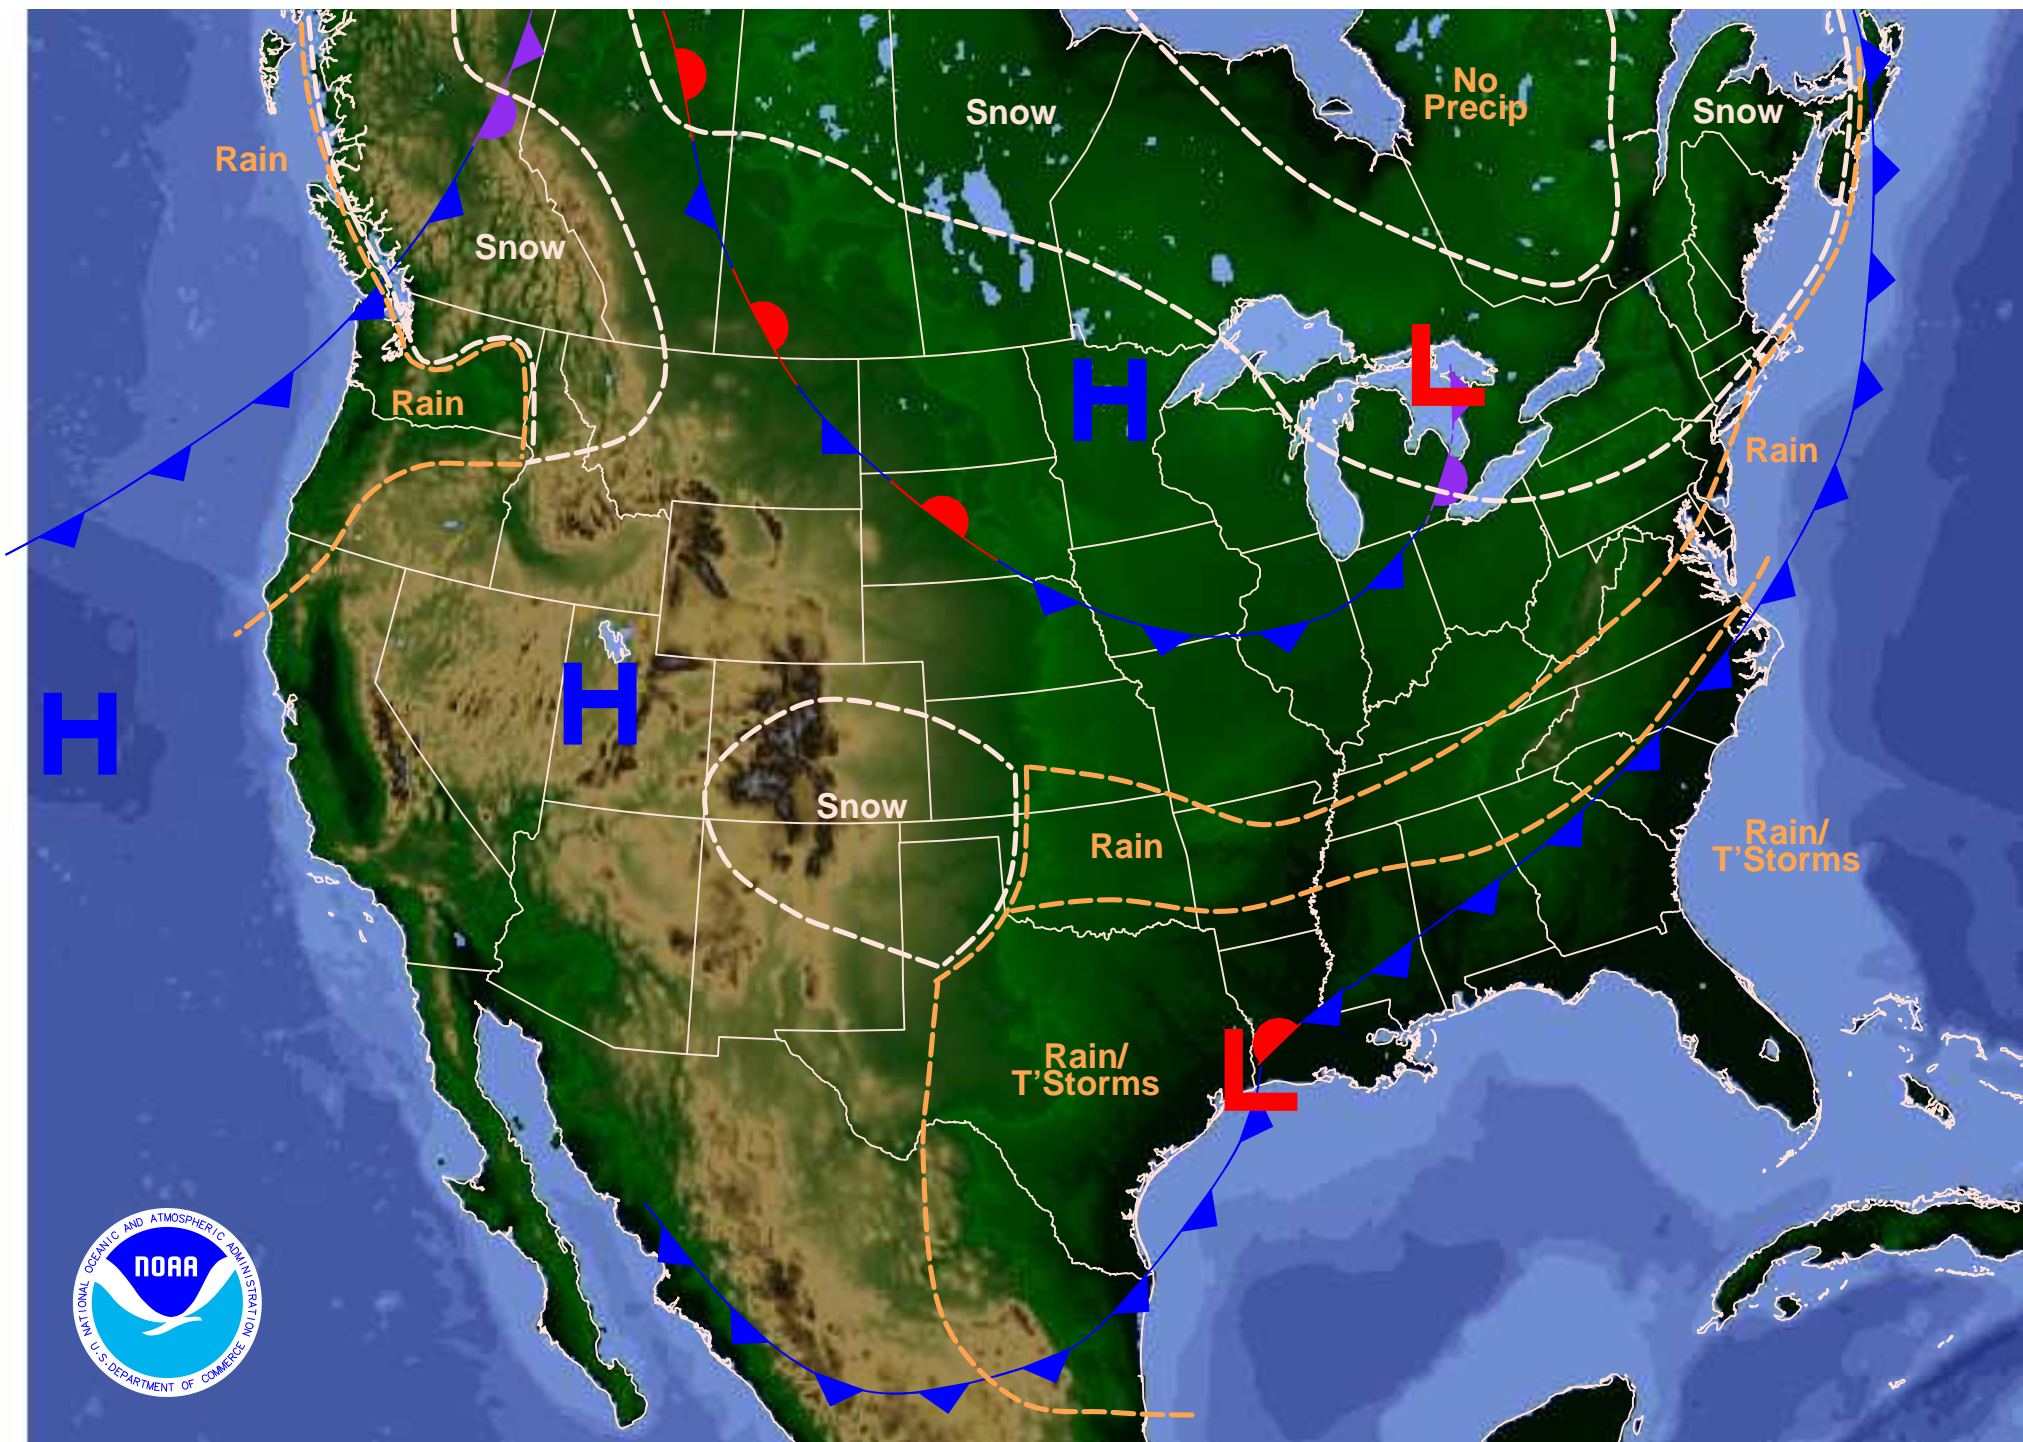 No
Precip
Snow
Snow
Rain
Snow
H
L
Rain
Rain
H
H
Snow
Rain
Rain/
T'Storms
Rain/
T'Storms
L
NATIONAL OCEANIC AND ATMOSPHERIC ADMINISTRATION
NOAA
U.S. DEPARTMENT OF COMMERCE